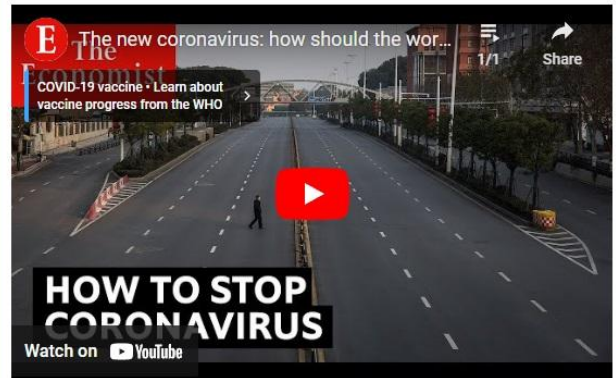 E
The new coronavirus: how should the wor...
The
Economist
1/1
Share
COVID-19 vaccine • Learn about
vaccine progress from the WHO
HOW TO STOP
CORONAVIRUS
Watch on YouTube